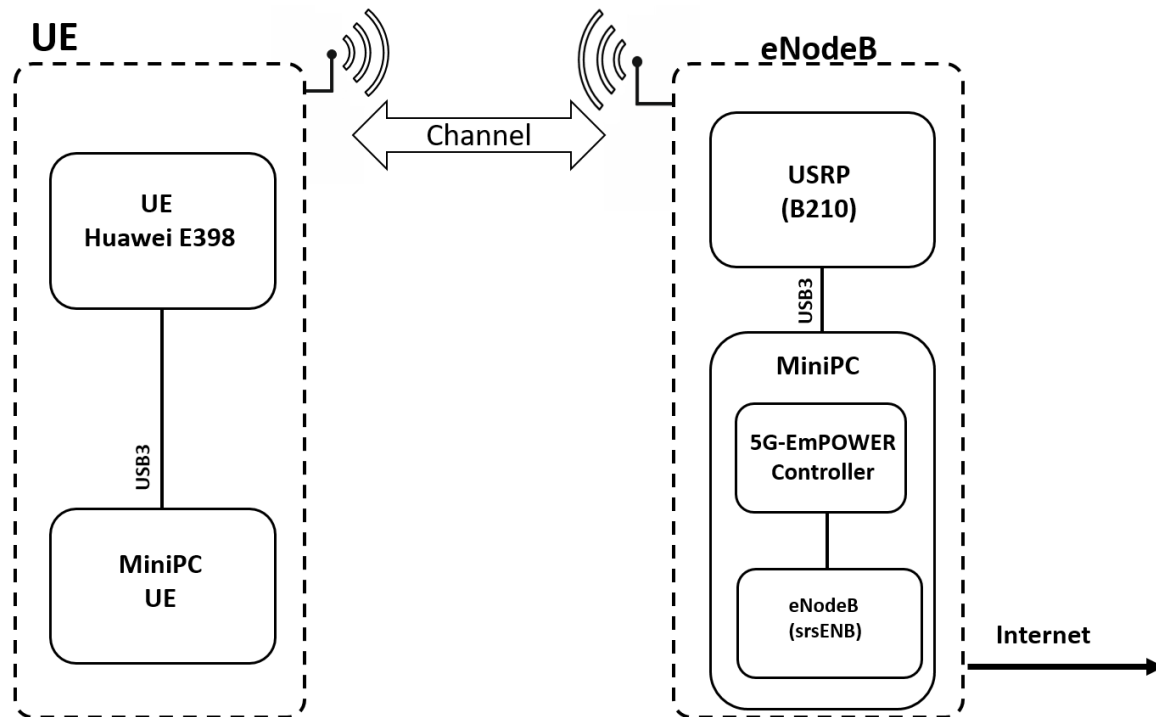 UE
eNodeB
Channel
UE
Huawei E398
USB3
MiniPC
UE
USRP
(B210)
USB3
MiniPC
5G-EmPOWER
Controller
eNodeB
(srsENB)
Internet